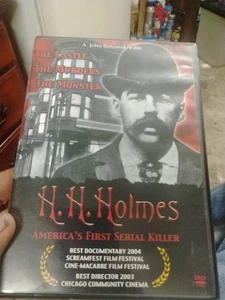 A John Borowski Film
THE CASTLE
THE MURDERS
THE MONSTER
H. H. Holmes
AMERICA'S FIRST SERIAL KILLER
BEST DOCUMENTARY 2004
SCREAMFEST FILM FESTIVAL
CINE-MACABRE FILM FESTIVAL
BEST DIRECTOR 2003
CHICAGO COMMUNITY CINEMA
DVD